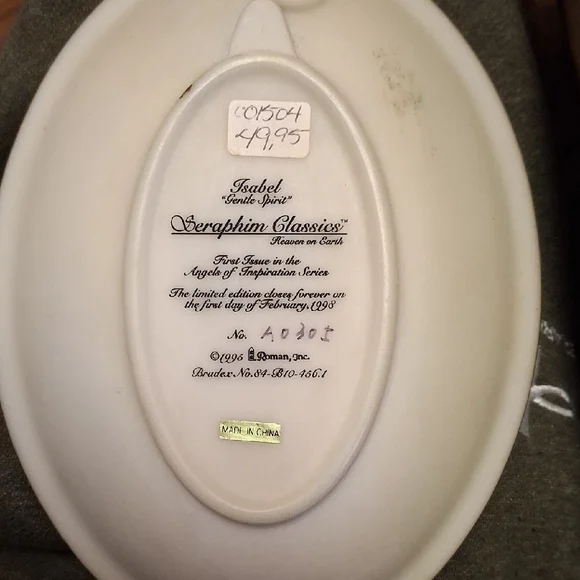 001504
49,95
Isabel
"Gentle Spirit"
Seraphim Classics™
Heaven on Earth
First Issue in the
Angels of Inspiration Series
The limited edition closes forever on
the first day of February, 1998
No. A0305
©1995 Roman, Inc.
Bradex No. 84-B10-456.1
MADE IN CHINA